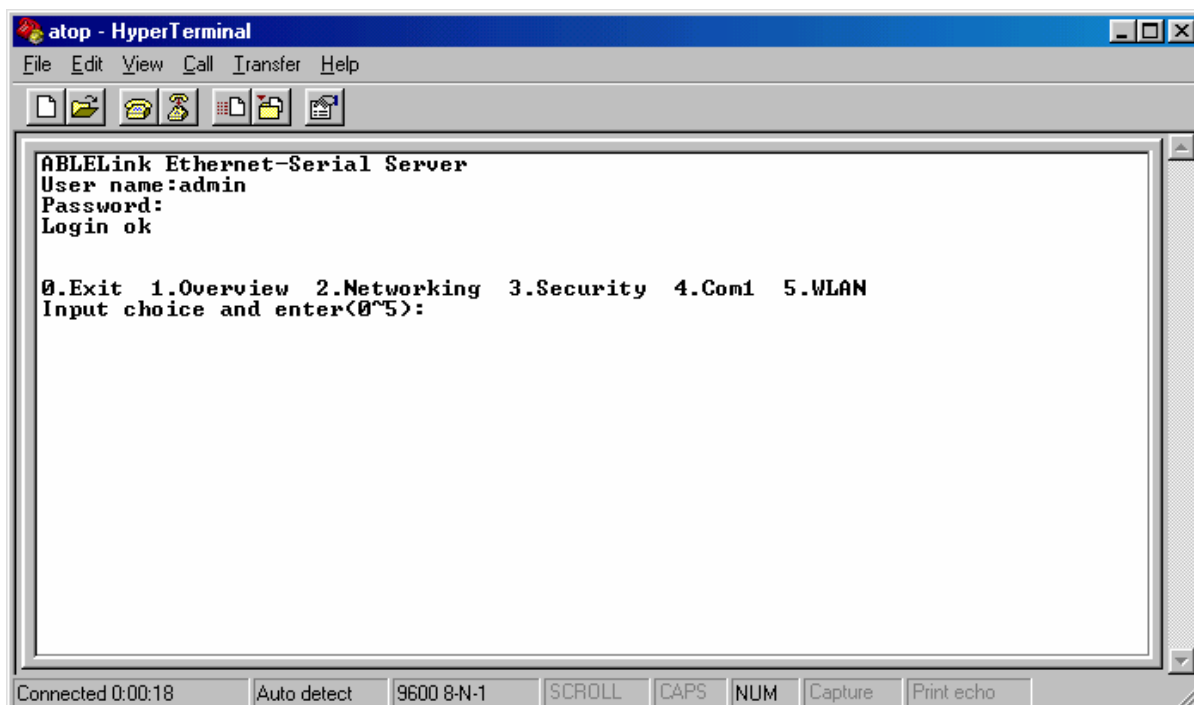 atop - HyperTerminal
File Edit View Call Transfer Help
ABLELink Ethernet-Serial Server
User name:admin
Password:
Login ok
0.Exit 1.Overview 2.Networking 3.Security 4.Com1 5.WLAN
Input choice and enter(0~5):
Connected 0:00:18 Auto detect 9600 8-N-1 SCROLL CAPS NUM Capture Print echo